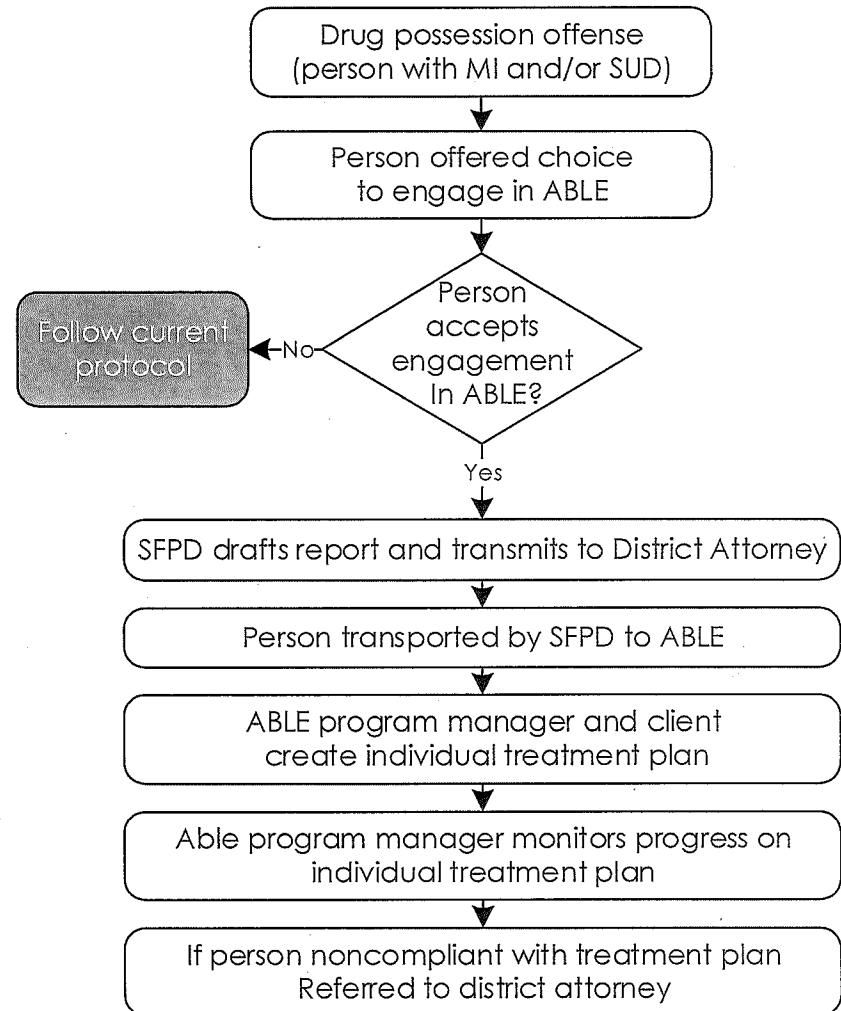 Drug possession offense
(person with MI and/or SUD)
Person offered choice
to engage in ABLE
Person
accepts
engagement
In ABLE?
No
Follow current
protocol
Yes
SFPD drafts report and transmits to District Attorney
Person transported by SFPD to ABLE
ABLE program manager and client
create individual treatment plan
Able program manager monitors progress on
individual treatment plan
If person noncompliant with treatment plan
Referred to district attorney